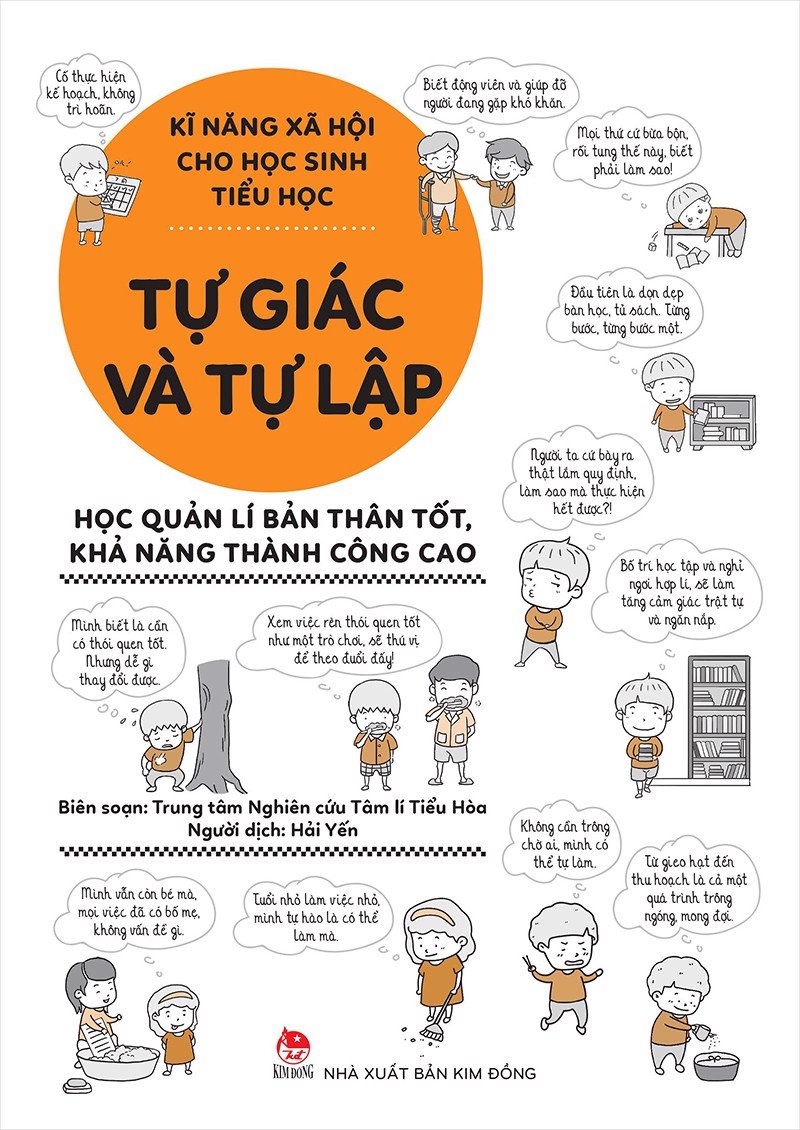 Cố thực hiện
kế hoạch, không
trì hoãn.
KĨ NĂNG XÃ HỘI
CHO HỌC SINH
TIỂU HỌC
Biết động viên và giúp đỡ
người đang gặp khó khăn.
Mọi thứ cứ bừa bộn,
rối tung thế này, biết
phải làm sao!
TỰ GIÁC
VÀ TỰ LẬP
Đầu tiên là dọn dẹp
bàn học, tủ sách. Từng
bước, từng bước một.
Người ta cứ bày ra
thật lắm quy định,
làm sao mà thực hiện
hết được?!
HỌC QUẢN LÍ BẢN THÂN TỐT,
KHẢ NĂNG THÀNH CÔNG CAO
Bố trí học tập và nghỉ
ngơi hợp lí, sẽ làm
tăng cảm giác trật tự
và ngăn nắp.
Mình biết là cần
có thói quen tốt.
Nhưng dễ gì
thay đổi được.
Xem việc rèn thói quen tốt
như một trò chơi, sẽ thú vị
để theo đuổi đấy!
Biên soạn: Trung tâm Nghiên cứu Tâm lí Tiểu Hòa
Người dịch: Hải Yến
Không cần trông
chờ ai, mình có
thể tự làm.
Từ gieo hạt đến
thu hoạch là cả một
quá trình trông
ngóng, mong đợi.
Mình vẫn còn bé mà,
mọi việc đã có bố mẹ,
không vấn đề gì.
Tuổi nhỏ làm việc nhỏ,
mình tự hào là có thể
làm mà.
KIM ĐỒNG
NHÀ XUẤT BẢN KIM ĐỒNG